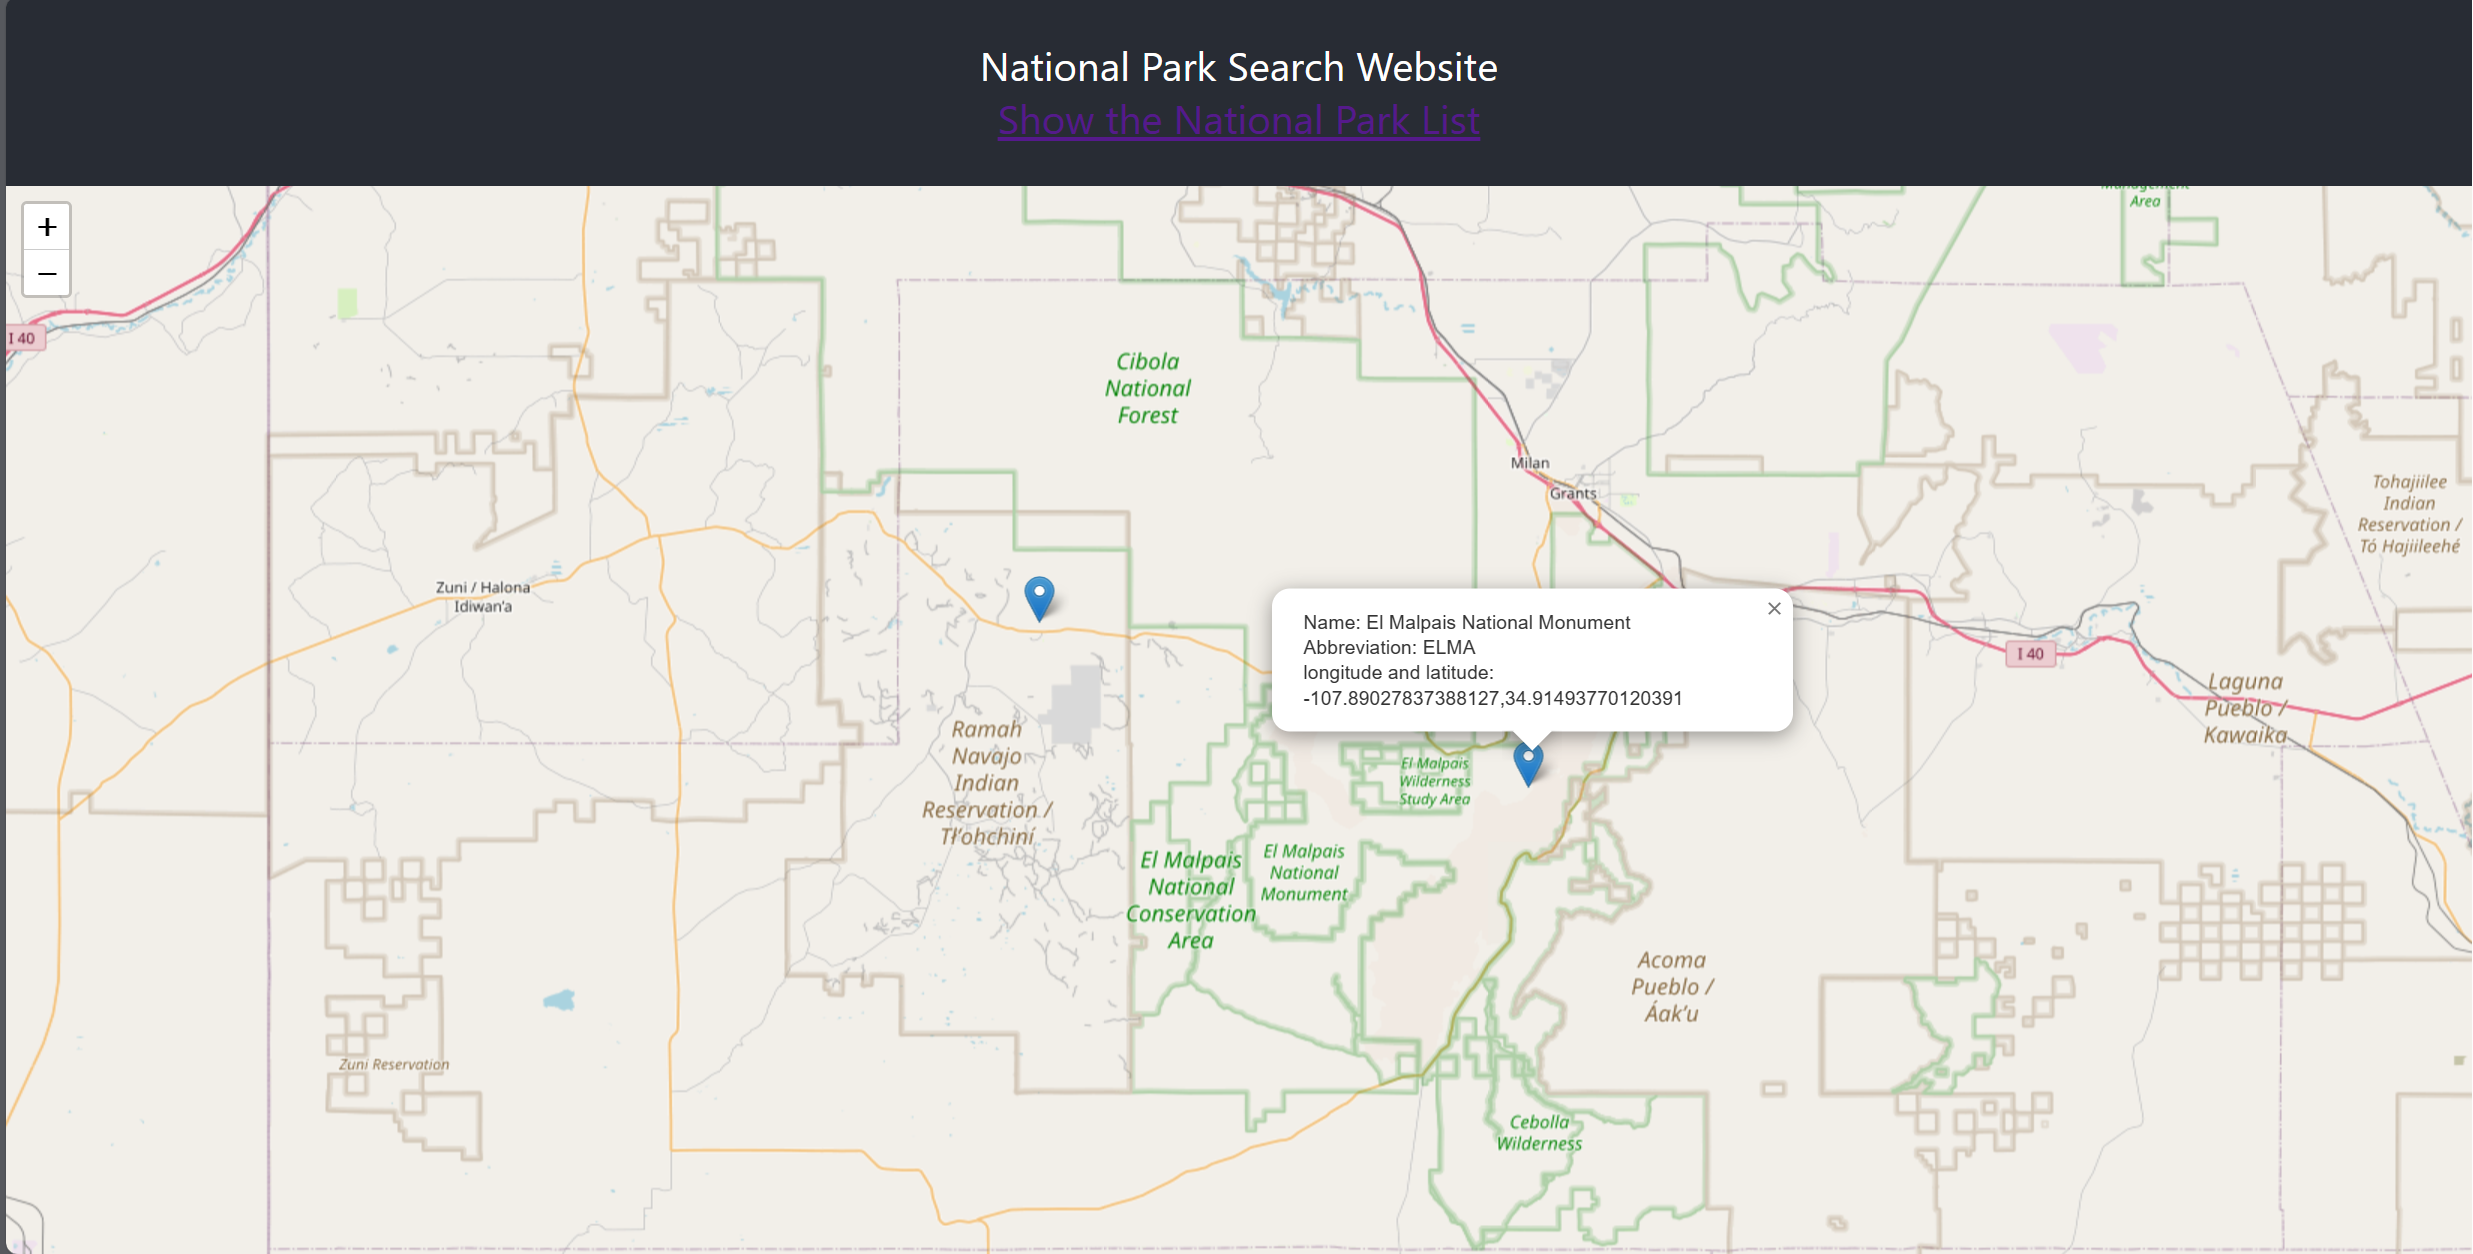 National Park Search Website
Show the National Park List
+
−
Management
Area
I 40
Cibola
National
Forest
Milan
Grants
Tohajiilee
Indian
Reservation /
Tó Hajiileehé
Zuni / Halona
Idiwan'a
×
Name: El Malpais National Monument
Abbreviation: ELMA
longitude and latitude:
-107.89027837388127,34.91493770120391
I 40
Laguna
Pueblo /
Kawaika
Ramah
Navajo
Indian
Reservation /
Tł'ohchiní
El Malpais
Wilderness
Study Area
El Malpais
National
Conservation
Area
El Malpais
National
Monument
Acoma
Pueblo /
Áak'u
Zuni Reservation
Cebolla
Wilderness